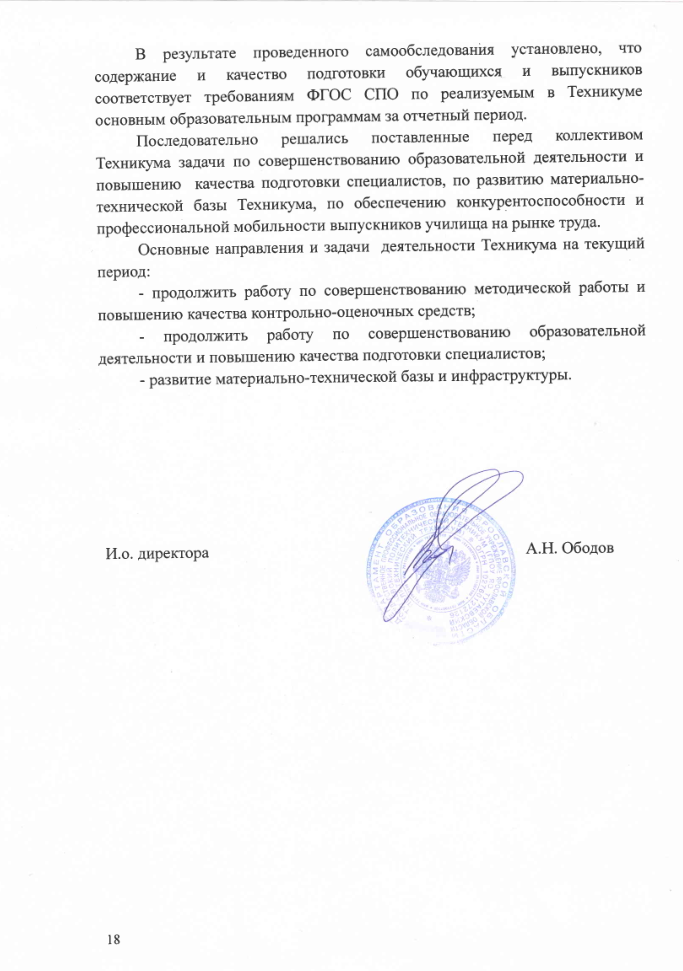 В результате проведенного самообследования установлено, что
содержание и качество подготовки обучающихся и выпускников
соответствует требованиям ФГОС СПО по реализуемым в Техникуме
основным образовательным программам за отчетный период.
Последовательно решались поставленные перед коллективом
Техникума задачи по совершенствованию образовательной деятельности и
повышению качества подготовки специалистов, по развитию материально-
технической базы Техникума, по обеспечению конкурентоспособности и
профессиональной мобильности выпускников училища на рынке труда.
Основные направления и задачи деятельности Техникума на текущий
период:
- продолжить работу по совершенствованию методической работы и
повышению качества контрольно-оценочных средств;
- продолжить работу по совершенствованию образовательной
деятельности и повышению качества подготовки специалистов;
- развитие материально-технической базы и инфраструктуры.
ДЕПАРТАМЕНТ ОБРАЗОВАНИЯ ЯРОСЛАВСКОЙ ОБЛАСТИ
И.о. директора
А.Н. Ободов
18